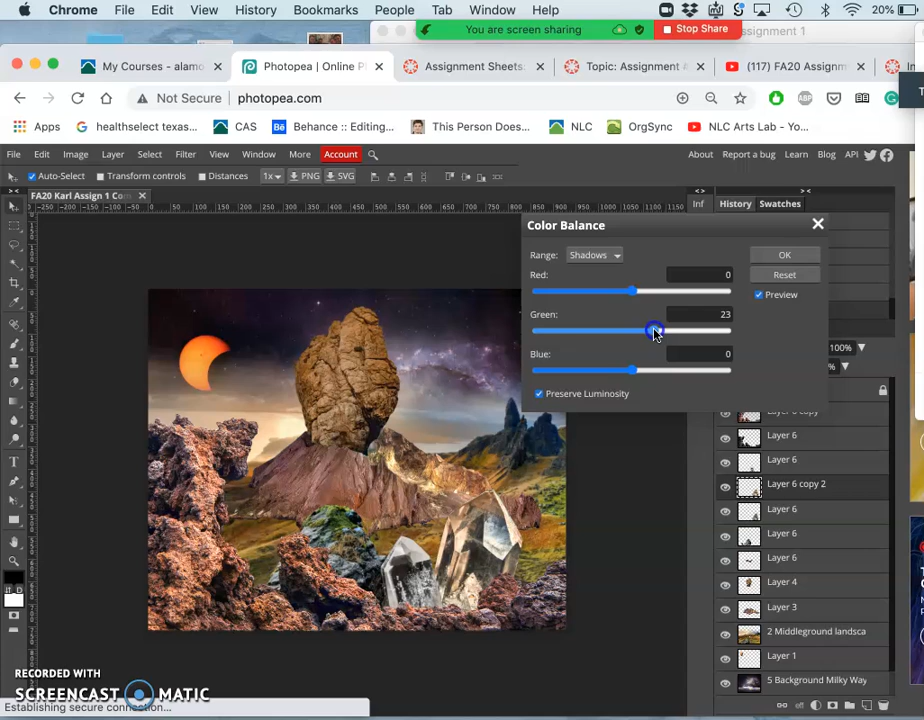 Chrome File Edit View History Bookmarks People Tab Window Help 20%
You are screen sharing Stop Share ssignment 1
My Courses - alamo Photopea | Online P Assignment Sheets: Topic: Assignment (117) FA20 Assignm
Not Secure photopea.com ABP
Apps healthselect texas... CAS Behance :: Editing... This Person Does... NLC OrgSync NLC Arts Lab - Yo...
File Edit Image Layer Select Filter View Window More Account About Report a bug Learn Blog API
Auto-Select Transform controls Distances 1x PNG SVG
FA20 Karl Assign 1 Co > < < > > <
Inf History Swatches
Color Balance
Range: Shadows OK
Red: 0 Reset
Preview
Green: 23
100%
Blue: 0
%
Preserve Luminosity
Layer 6 copy
Layer 6
Layer 6
Layer 6 copy 2
Layer 6
Layer 6
Layer 6
Layer 4
Layer 3
2 Middleground landsca
Layer 1
5 Background Milky Way
RECORDED WITH
SCREENCAST MATIC
Establishing secure connection...